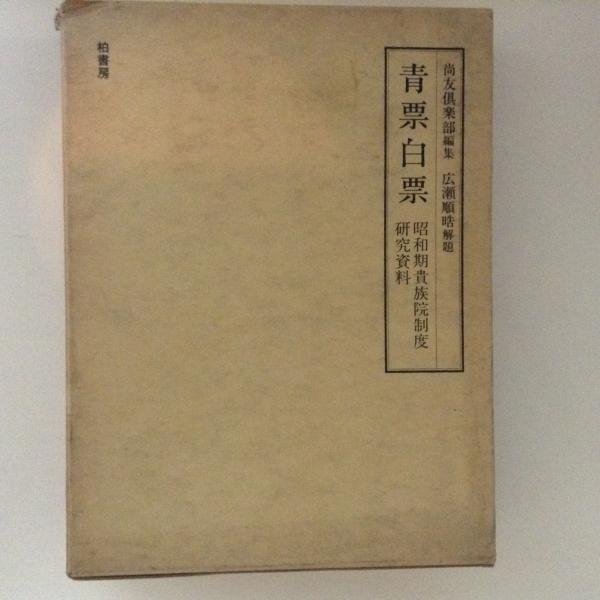 尚友倶楽部編集 広瀬順晧解題
青票白票
昭和期貴族院制度
研究資料
柏書房